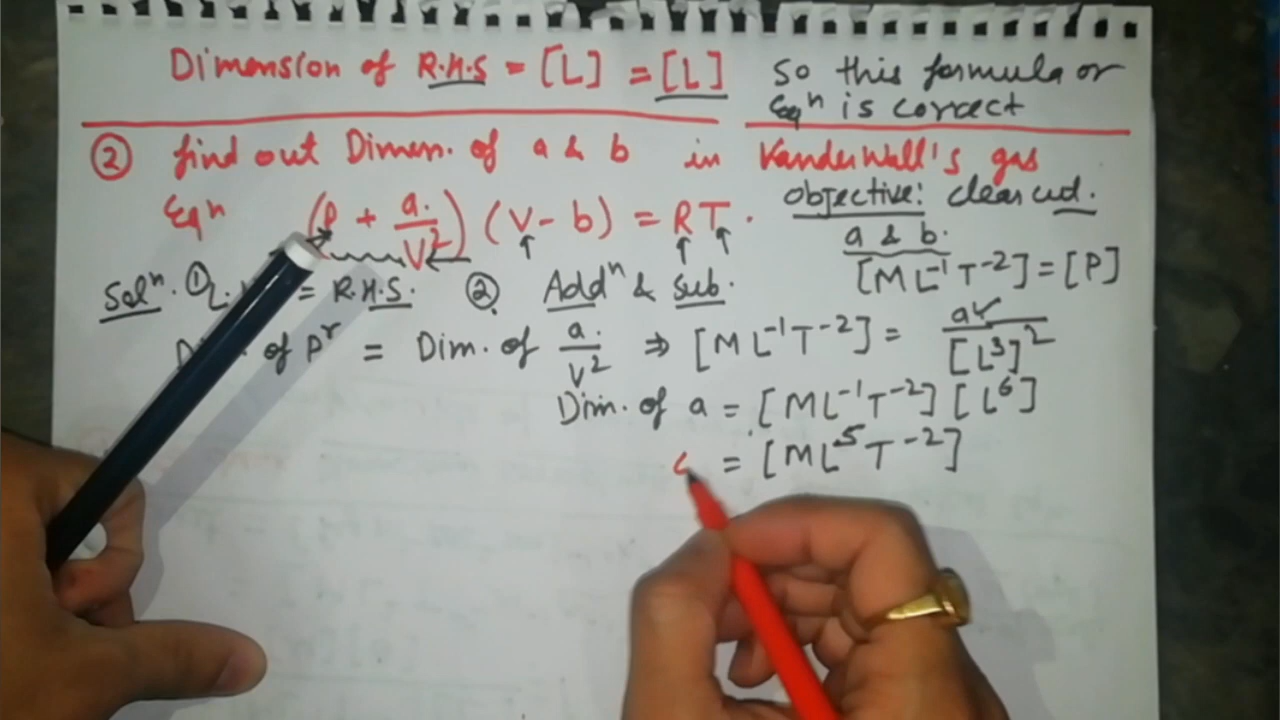 Dimension of R.H.S = [L] = [L] So this formula or
Eqⁿ is correct
② find out Dimen. of a & b in VanderWall's gas
Eqⁿ (P + a/V²) (V - b) = RT. objective: clear cut.
a & b.
[ML⁻¹T⁻²] = [P]
Solⁿ. ① = R.H.S. ② Addⁿ & Sub.
of Pʳ = Dim. of a/V² ⇒ [ML⁻¹T⁻²] = a/[L³]²
Dim. of a = [ML⁻¹T⁻²] [L⁶]
= [ML⁵T⁻²]